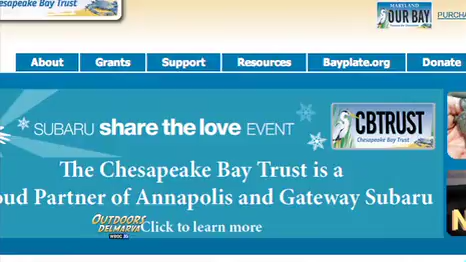 esapeake Bay Trust
MARYLAND
OUR BAY
PURCHA
About Grants Support Resources Bayplate.org Donate
SUBARU share the love EVENT
CBTRUST
Chesapeake Bay Trust
The Chesapeake Bay Trust is a
oud Partner of Annapolis and Gateway Subaru
OUTDOORS
DELMARVA
Click to learn more
N